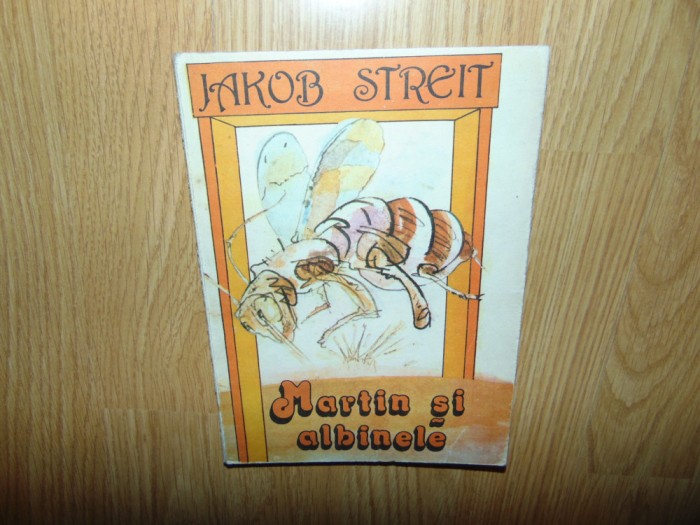 JAKOB STREIT
Martin și
albinele